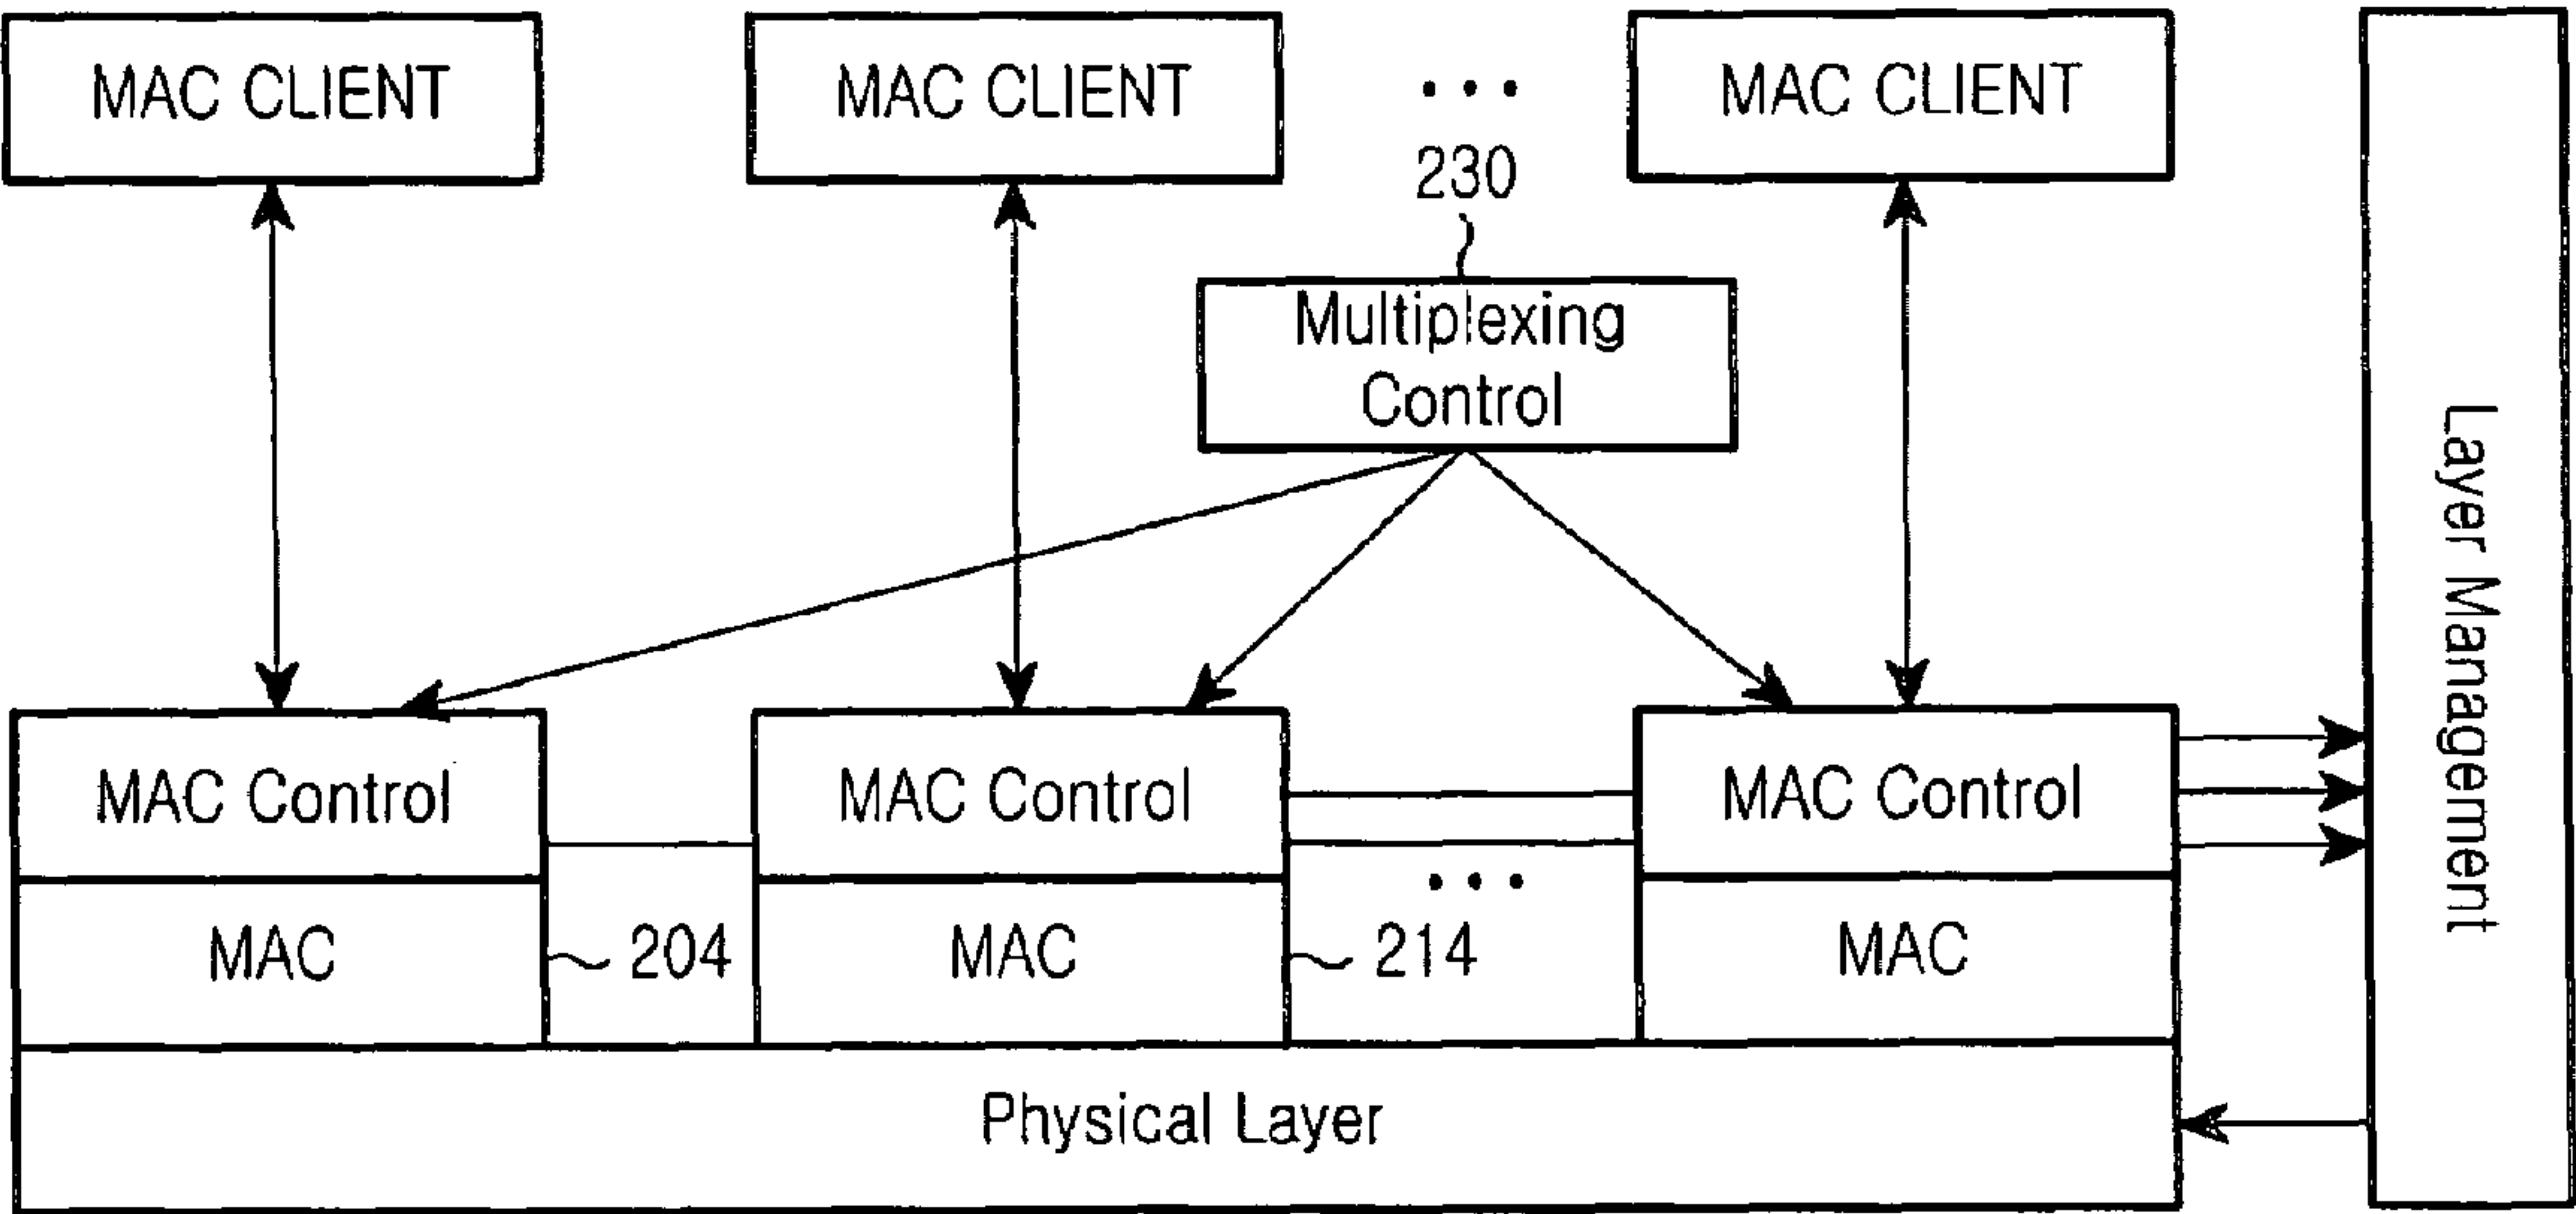 MAC CLIENT
MAC CLIENT
...
MAC CLIENT
230
Multiplexing
Control
Layer Management
MAC Control
MAC Control
MAC Control
...
MAC
204
MAC
214
MAC
Physical Layer